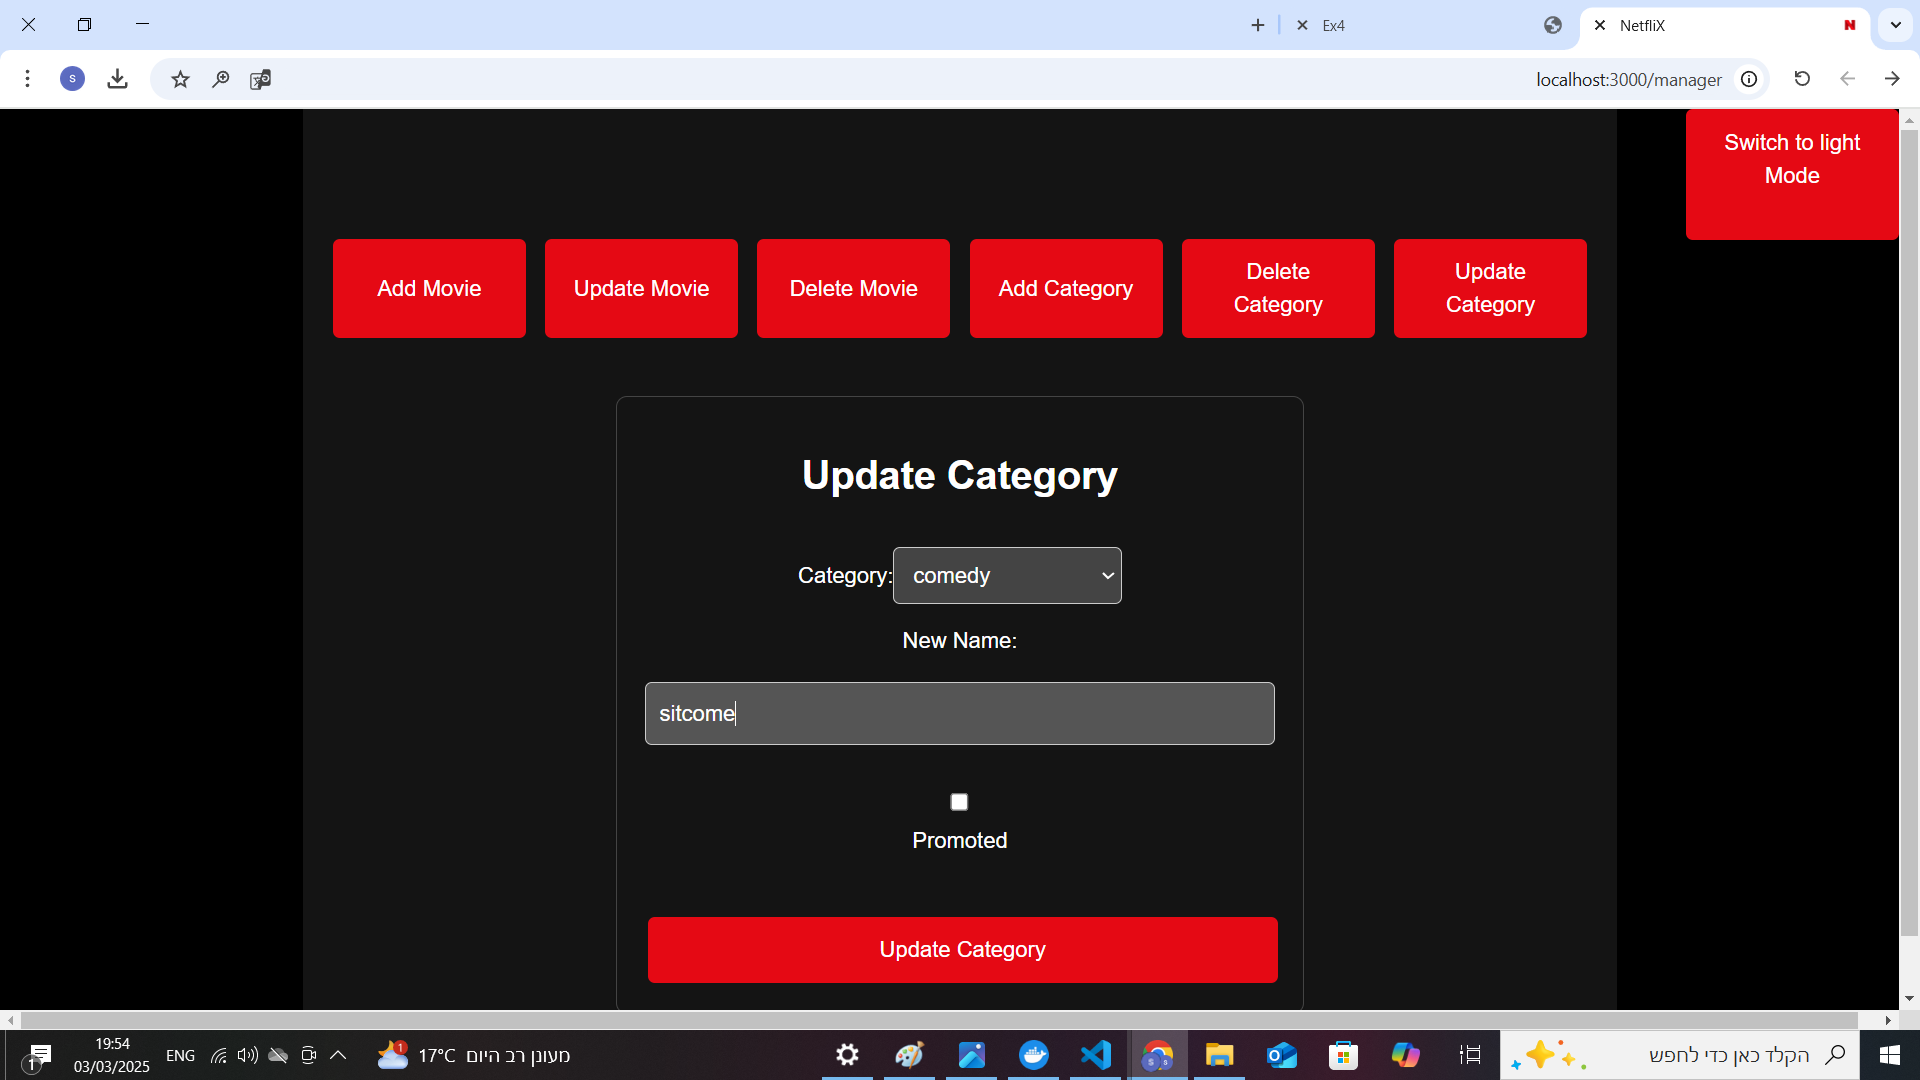 Ex4
NetfliX
N
S
localhost:3000/manager
Switch to light
Mode
Add Movie
Update Movie
Delete Movie
Add Category
Delete
Category
Update
Category
Update Category
Category:
comedy
New Name:
sitcome
Promoted
Update Category
1
19:54
03/03/2025
ENG
1
17°C מעונן רב היום
הקלד כאן כדי לחפש